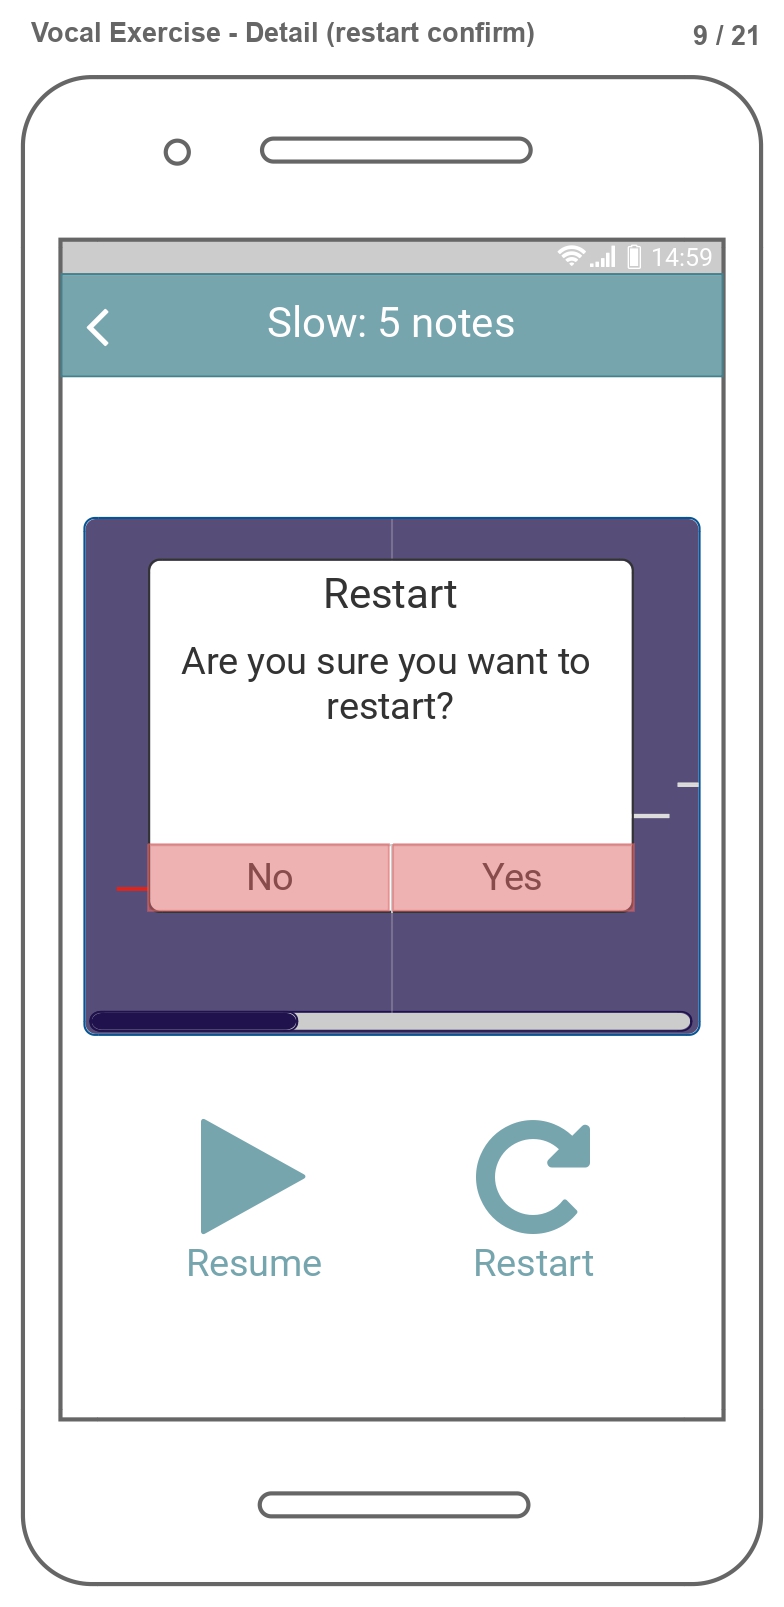 Vocal Exercise - Detail (restart confirm)
9 / 21
14:59
Slow: 5 notes
Restart
Are you sure you want to
restart?
No Yes
Resume Restart